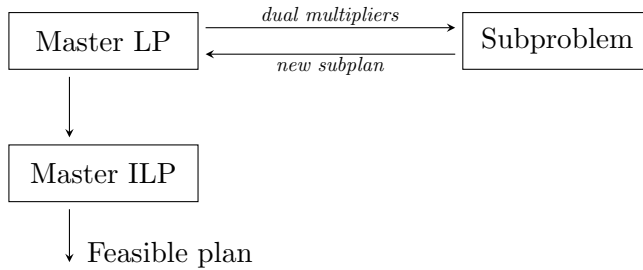 Master LP
dual multipliers
new subplan
Subproblem
Master ILP
Feasible plan